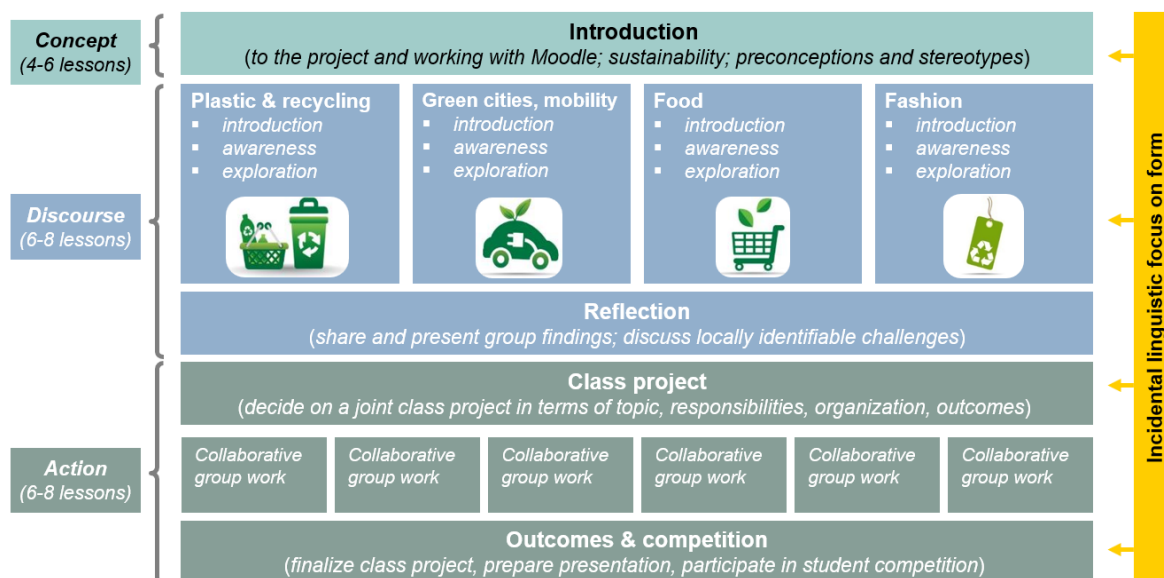 Concept
(4-6 lessons)
Introduction
(to the project and working with Moodle; sustainability; preconceptions and stereotypes)
Discourse
(6-8 lessons)
Plastic & recycling
▪ introduction
▪ awareness
▪ exploration
Green cities, mobility
▪ introduction
▪ awareness
▪ exploration
Food
▪ introduction
▪ awareness
▪ exploration
Fashion
▪ introduction
▪ awareness
▪ exploration
Reflection
(share and present group findings; discuss locally identifiable challenges)
Action
(6-8 lessons)
Class project
(decide on a joint class project in terms of topic, responsibilities, organization, outcomes)
Collaborative
group work
Collaborative
group work
Collaborative
group work
Collaborative
group work
Collaborative
group work
Collaborative
group work
Outcomes & competition
(finalize class project, prepare presentation, participate in student competition)
Incidental linguistic focus on form